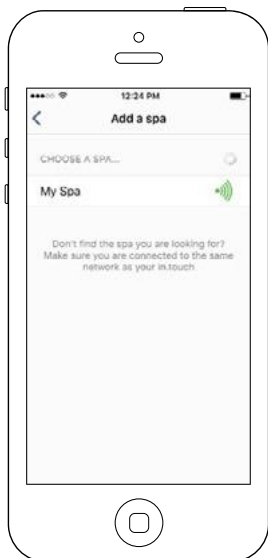 12:24 PM
Add a spa
CHOOSE A SPA...
My Spa
Don't find the spa you are looking for?
Make sure you are connected to the same
network as your in.touch